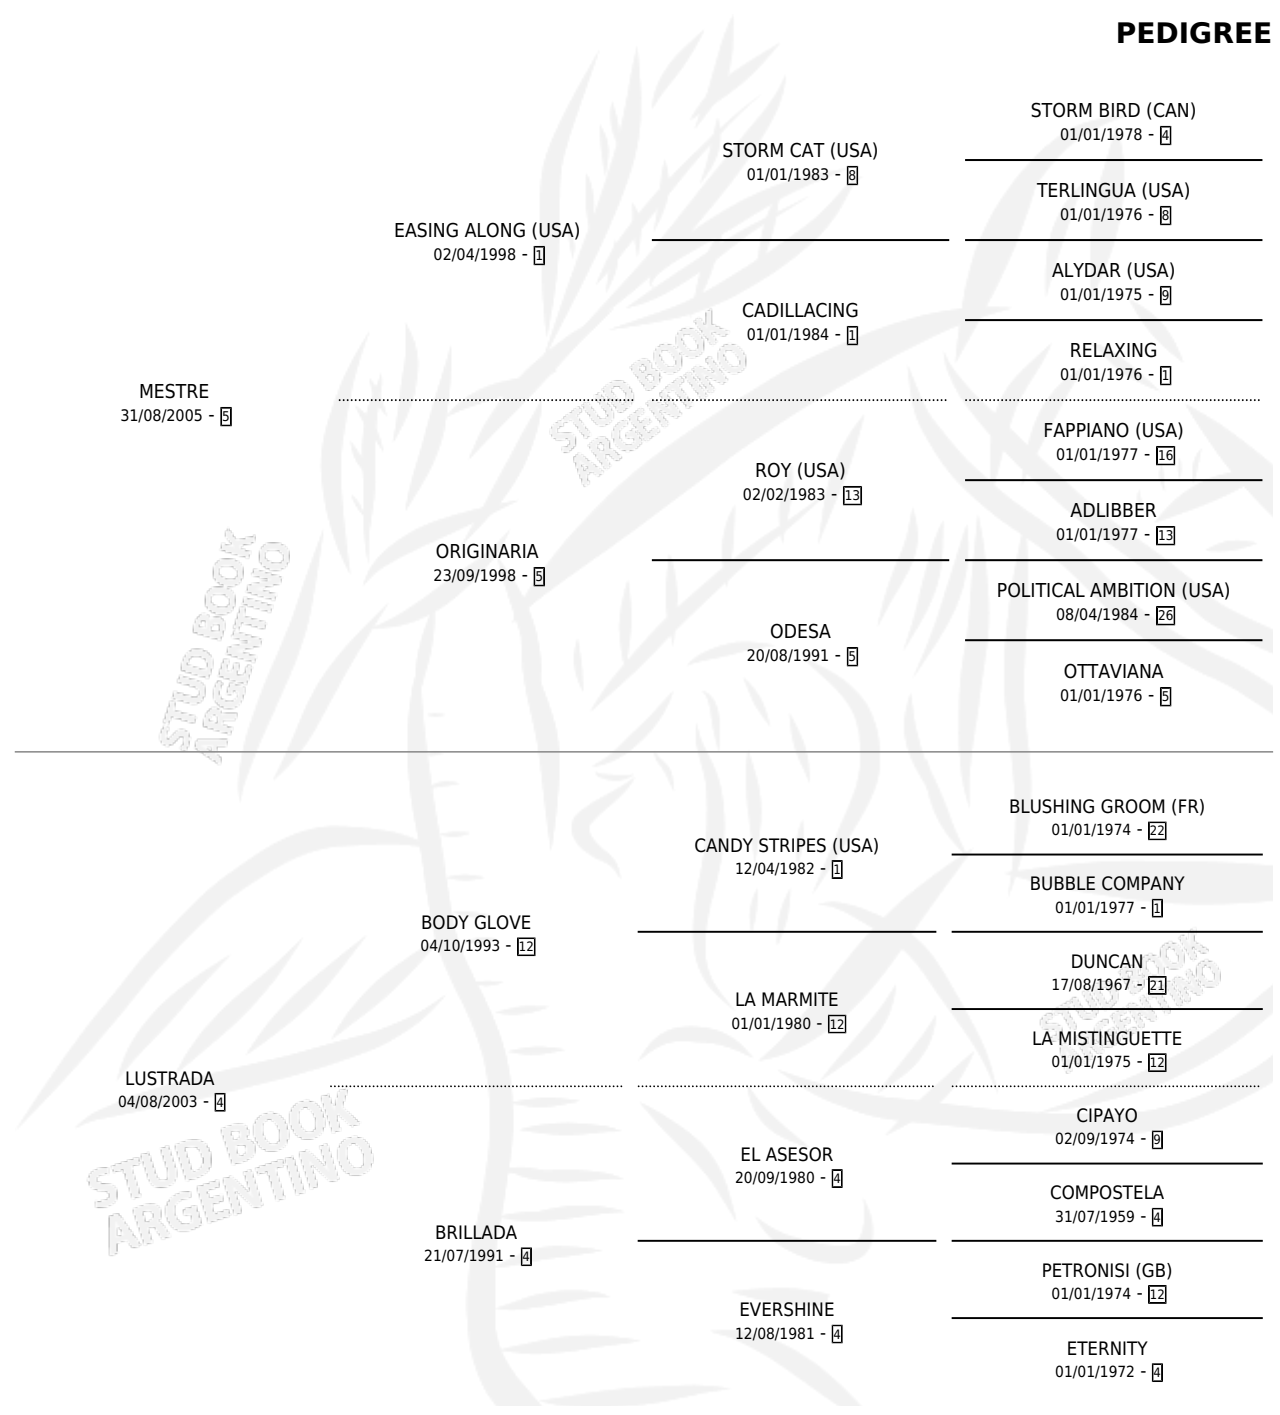 PEDIGREE
STORM BIRD (CAN)
01/01/1978 - 4
STORM CAT (USA)
01/01/1983 - 8
TERLINGUA (USA)
01/01/1976 - 8
EASING ALONG (USA)
02/04/1998 - 1
ALYDAR (USA)
01/01/1975 - 9
CADILLACING
01/01/1984 - 1
RELAXING
01/01/1976 - 1
MESTRE
31/08/2005 - 5
STUD BOOK
ARGENTINO
FAPPIANO (USA)
01/01/1977 - 16
ROY (USA)
02/02/1983 - 13
ADLIBBER
01/01/1977 - 13
ORIGINARIA
23/09/1998 - 5
POLITICAL AMBITION (USA)
08/04/1984 - 26
ODESA
20/08/1991 - 5
OTTAVIANA
01/01/1976 - 5
STUD BOOK
ARGENTINO
BLUSHING GROOM (FR)
01/01/1974 - 22
CANDY STRIPES (USA)
12/04/1982 - 1
BUBBLE COMPANY
01/01/1977 - 1
BODY GLOVE
04/10/1993 - 12
DUNCAN
17/08/1967 - 21
LA MARMITE
01/01/1980 - 12
LA MISTINGUETTE
01/01/1975 - 12
STUD BOOK
ARGENTINO
LUSTRADA
04/08/2003 - 4
CIPAYO
02/09/1974 - 9
EL ASESOR
20/09/1980 - 4
COMPOSTELA
31/07/1959 - 4
STUD BOOK
ARGENTINO
BRILLADA
21/07/1991 - 4
PETRONISI (GB)
01/01/1974 - 12
EVERSHINE
12/08/1981 - 4
ETERNITY
01/01/1972 - 4